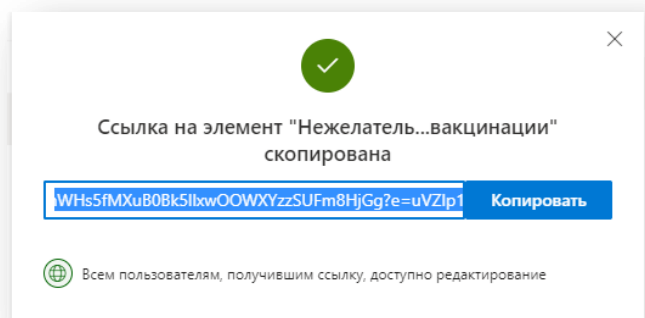 Ссылка на элемент "Нежелатель...вакцинации"
скопирована
WHs5fMXuB0Bk5lIxwOOWXYzzSUFm8HjGg?e=uVZIp1
Копировать
Всем пользователям, получившим ссылку, доступно редактирование